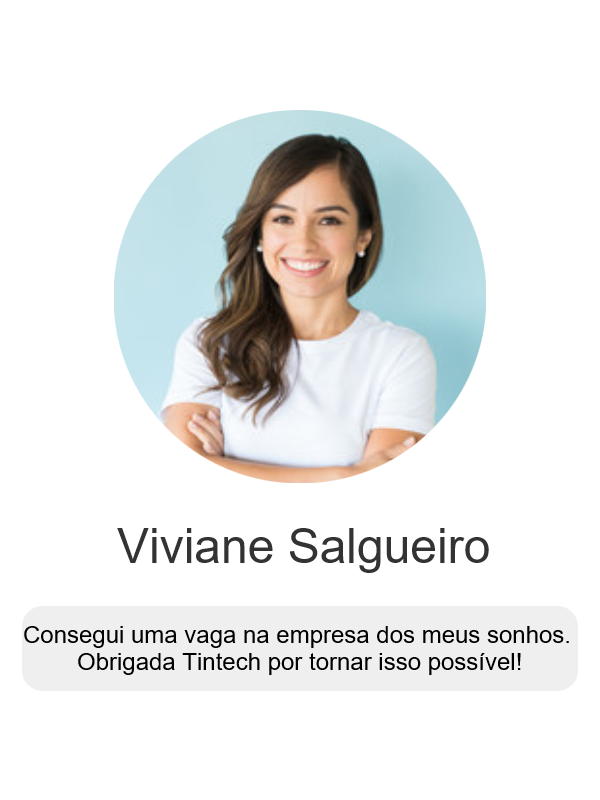 Viviane Salgueiro
Consegui uma vaga na empresa dos meus sonhos.
Obrigada Tintech por tornar isso possível!